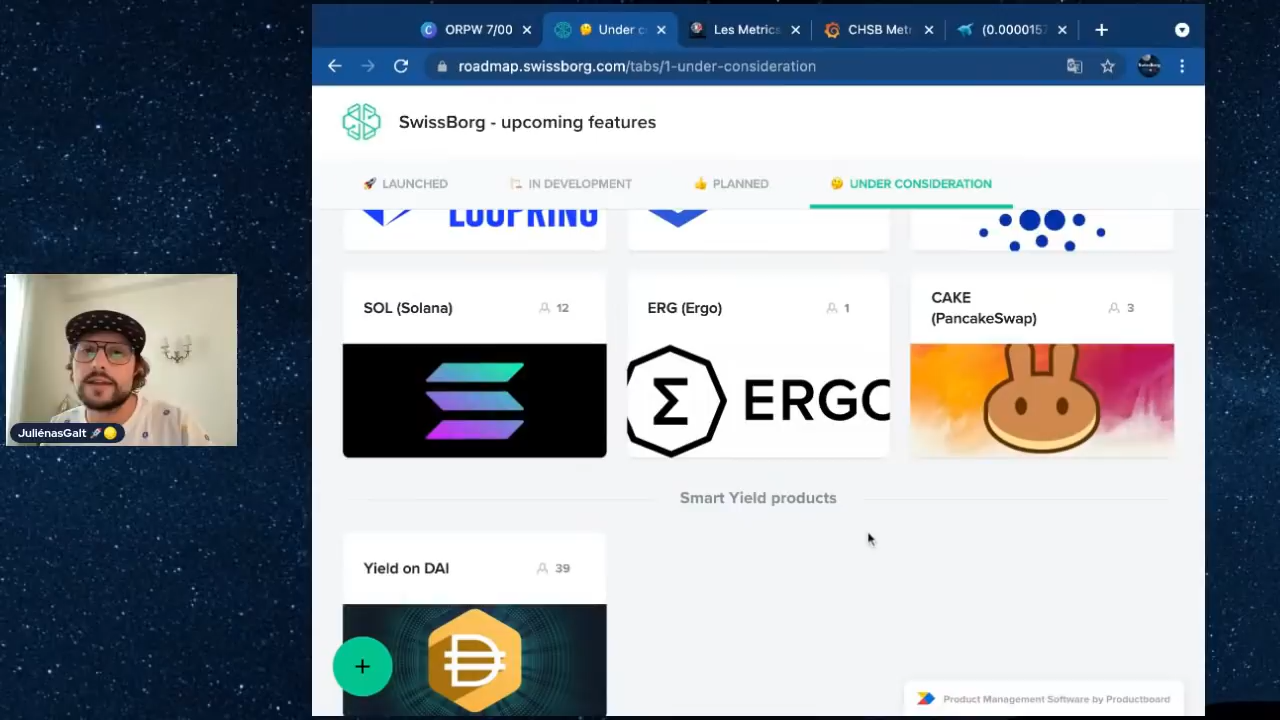 ORPW 7/00
Under c
Les Metrics
CHSB Met
(0.0000157
roadmap.swissborg.com/tabs/1-under-consideration
SwissBorg - upcoming features
LAUNCHED
IN DEVELOPMENT
PLANNED
UNDER CONSIDERATION
LOOPRING
SOL (Solana)
12
ERG (Ergo)
1
CAKE
(PancakeSwap)
3
Σ ERGO
Smart Yield products
Yield on DAI
39
+
Product Management Software by Productboard
JuliénasGalt